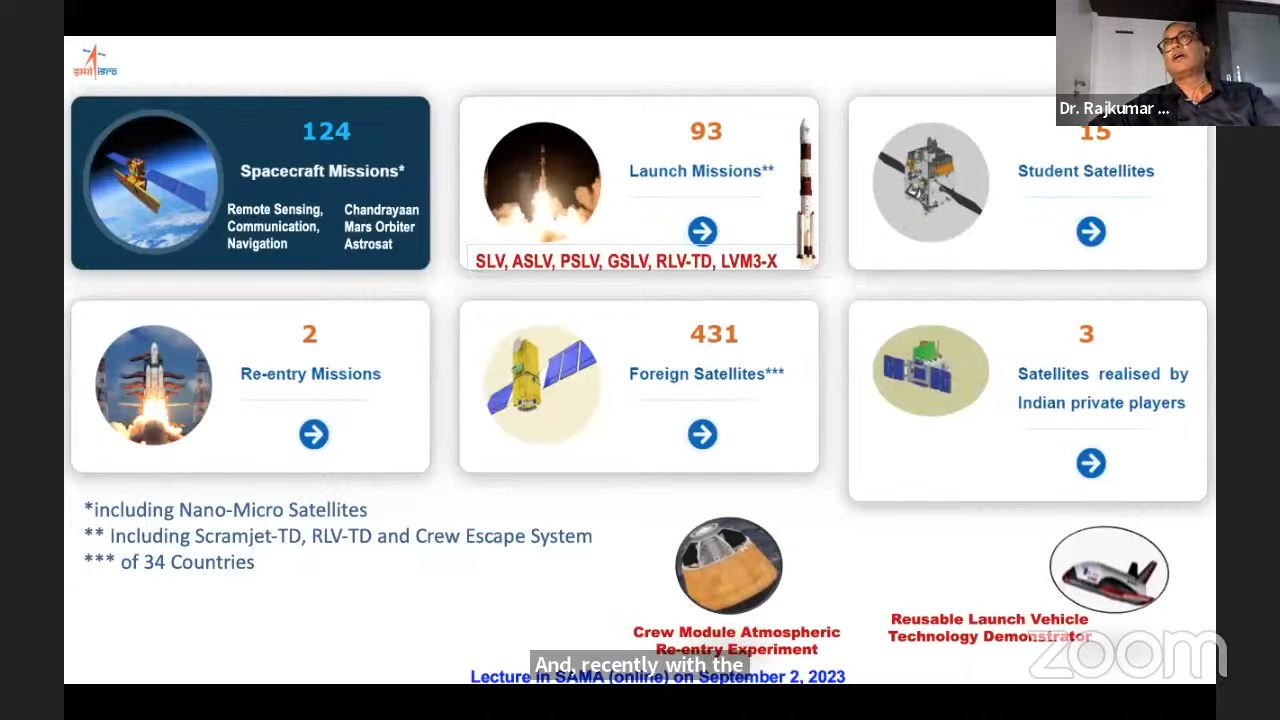 इसरो isro
Dr. Rajkumar ...
124
Spacecraft Missions*
Remote Sensing,
Communication,
Navigation
Chandrayaan
Mars Orbiter
Astrosat
93
Launch Missions**
SLV, ASLV, PSLV, GSLV, RLV-TD, LVM3-X
15
Student Satellites
2
Re-entry Missions
431
Foreign Satellites***
3
Satellites realised by
Indian private players
*including Nano-Micro Satellites
** Including Scramjet-TD, RLV-TD and Crew Escape System
*** of 34 Countries
Crew Module Atmospheric
Re-entry Experiment
Reusable Launch Vehicle
Technology Demonstrator
zoom
And, recently with the
Lecture in SAMA (online) on September 2, 2023